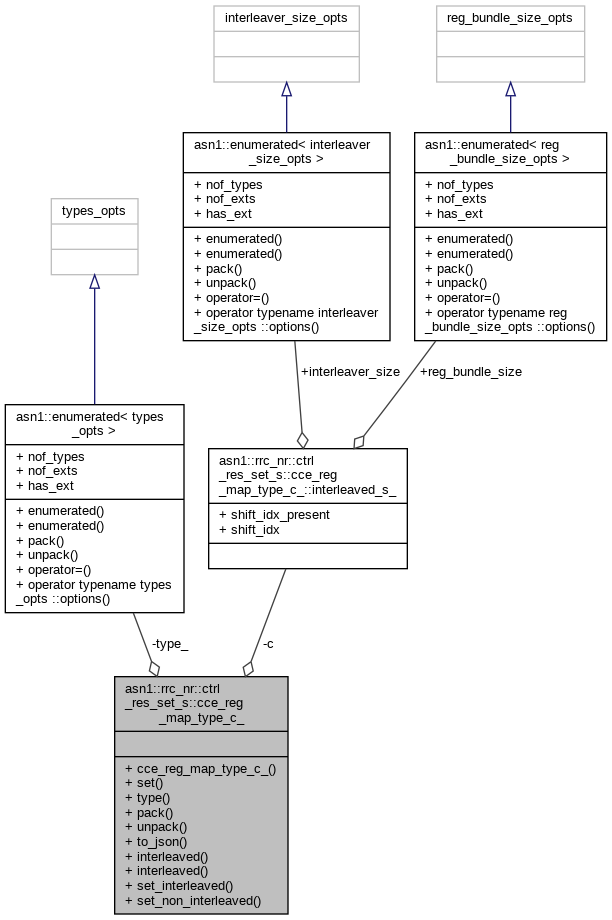 interleaver_size_opts
reg_bundle_size_opts
asn1::enumerated< interleaver
_size_opts >
+ nof_types
+ nof_exts
+ has_ext
+ enumerated()
+ enumerated()
+ pack()
+ unpack()
+ operator=()
+ operator typename interleaver
_size_opts ::options()
asn1::enumerated< reg
_bundle_size_opts >
+ nof_types
+ nof_exts
+ has_ext
+ enumerated()
+ enumerated()
+ pack()
+ unpack()
+ operator=()
+ operator typename reg
_bundle_size_opts ::options()
types_opts
+interleaver_size
+reg_bundle_size
asn1::enumerated< types
_opts >
+ nof_types
+ nof_exts
+ has_ext
+ enumerated()
+ enumerated()
+ pack()
+ unpack()
+ operator=()
+ operator typename types
_opts ::options()
asn1::rrc_nr::ctrl
_res_set_s::cce_reg
_map_type_c_::interleaved_s_
+ shift_idx_present
+ shift_idx
-type_
-c
asn1::rrc_nr::ctrl
_res_set_s::cce_reg
_map_type_c_
+ cce_reg_map_type_c_()
+ set()
+ type()
+ pack()
+ unpack()
+ to_json()
+ interleaved()
+ interleaved()
+ set_interleaved()
+ set_non_interleaved()